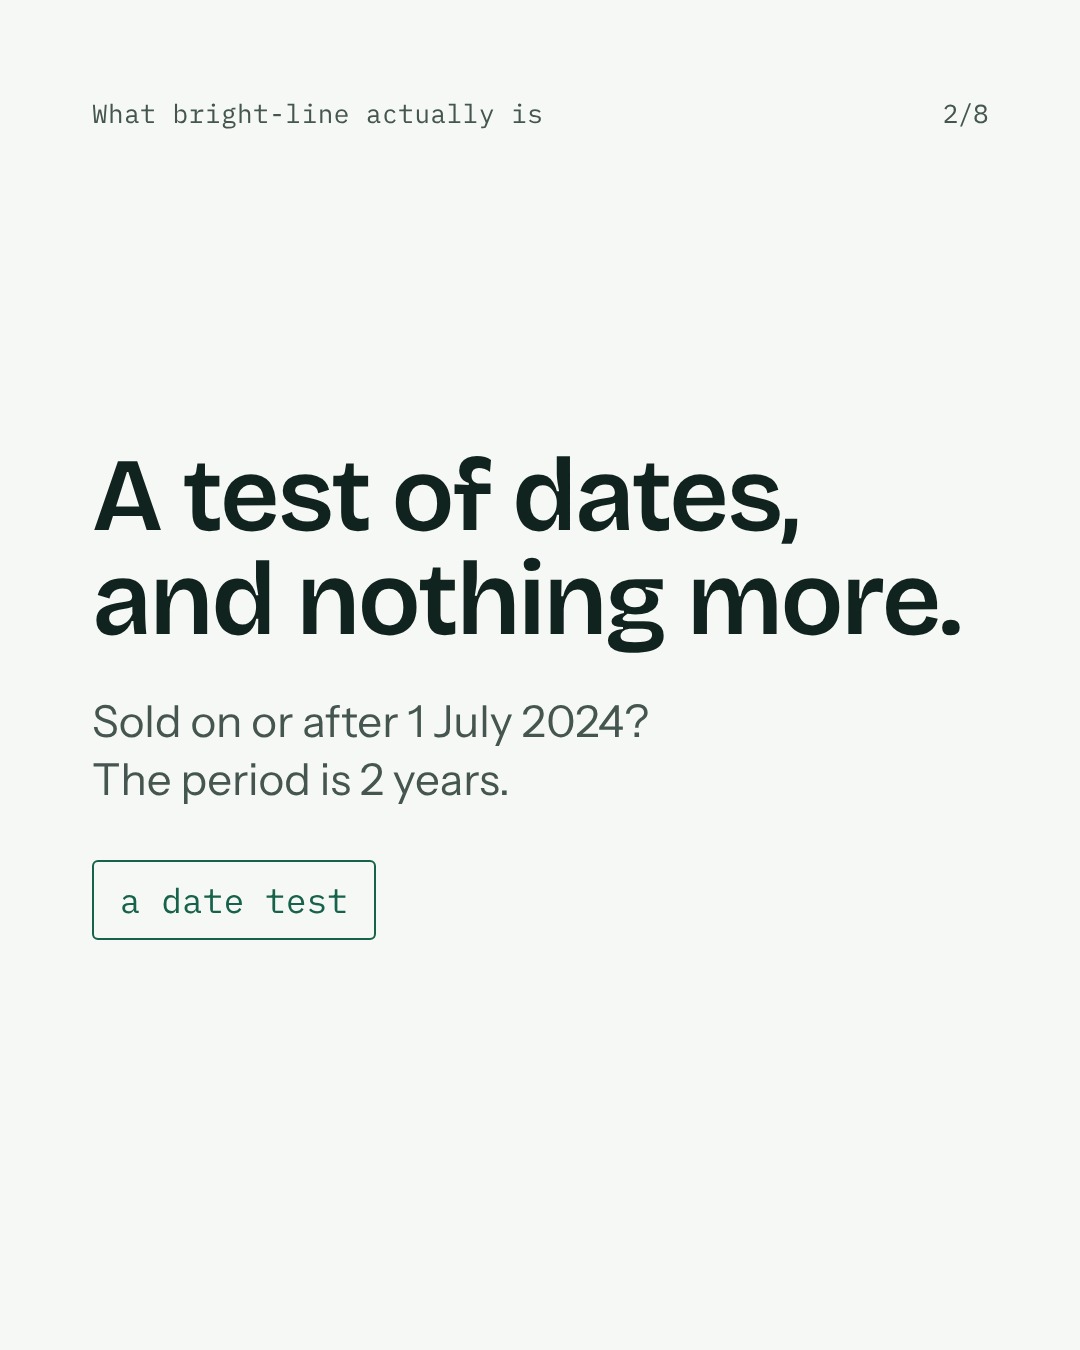 What bright-line actually is
2/8
A test of dates,
and nothing more.
Sold on or after 1 July 2024?
The period is 2 years.
a date test